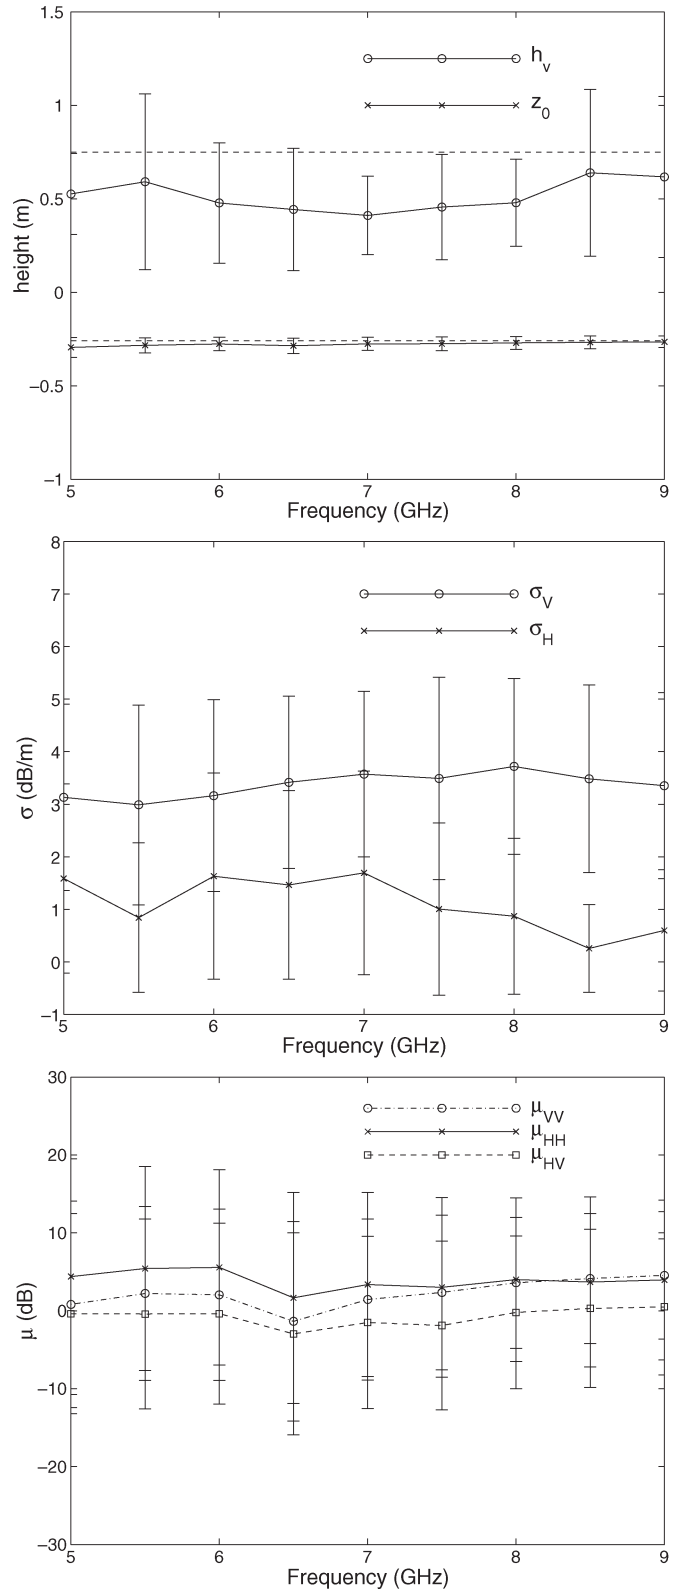 1.5
h_v
z_0
1
0.5
0
−0.5
−1
height (m)
5 6 7 8 9
Frequency (GHz)
8
7
6
5
4
3
2
1
0
−1
σ_V
σ_H
σ (dB/m)
5 6 7 8 9
Frequency (GHz)
30
20
10
0
−10
−20
−30
μ_VV
μ_HH
μ_HV
μ (dB)
5 6 7 8 9
Frequency (GHz)